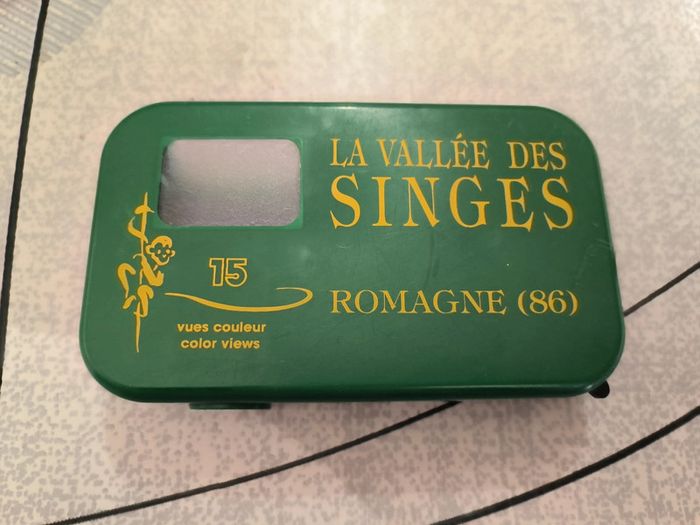 LA VALLÉE DES
SINGES
15
vues couleur
color views
ROMAGNE (86)